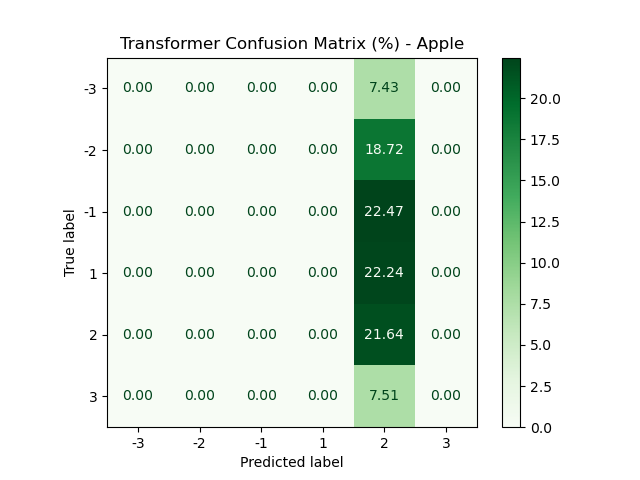 Transformer Confusion Matrix (%) - Apple
-3 0.00 0.00 0.00 0.00 7.43 0.00
-2 0.00 0.00 0.00 0.00 18.72 0.00
-1 0.00 0.00 0.00 0.00 22.47 0.00
1 0.00 0.00 0.00 0.00 22.24 0.00
2 0.00 0.00 0.00 0.00 21.64 0.00
3 0.00 0.00 0.00 0.00 7.51 0.00
-3 -2 -1 1 2 3
Predicted label
True label
20.0
17.5
15.0
12.5
10.0
7.5
5.0
2.5
0.0